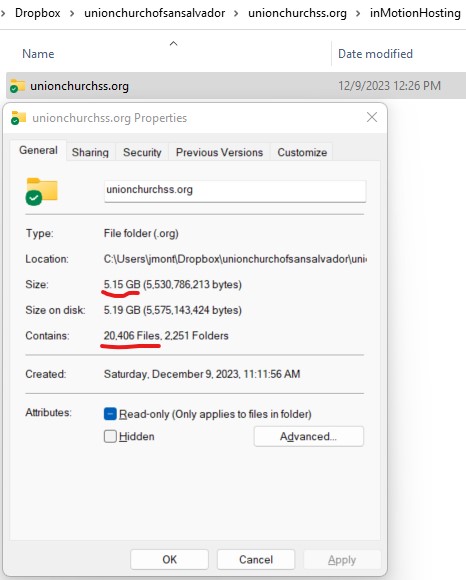 Dropbox > unionchurchofsansalvador > unionchurchss.org > inMotionHosting
Name Date modified
unionchurchss.org 12/9/2023 12:26 PM
unionchurchss.org Properties
General Sharing Security Previous Versions Customize
unionchurchss.org
Type: File folder (.org)
Location: C:\Users\jmont\Dropbox\unionchurchofsansalvador\unio
Size: 5.15 GB (5,530,786,213 bytes)
Size on disk: 5.19 GB (5,575,143,424 bytes)
Contains: 20,406 Files, 2,251 Folders
Created: Saturday, December 9, 2023, 11:11:56 AM
Attributes: Read-only (Only applies to files in folder)
Hidden Advanced...
OK Cancel Apply